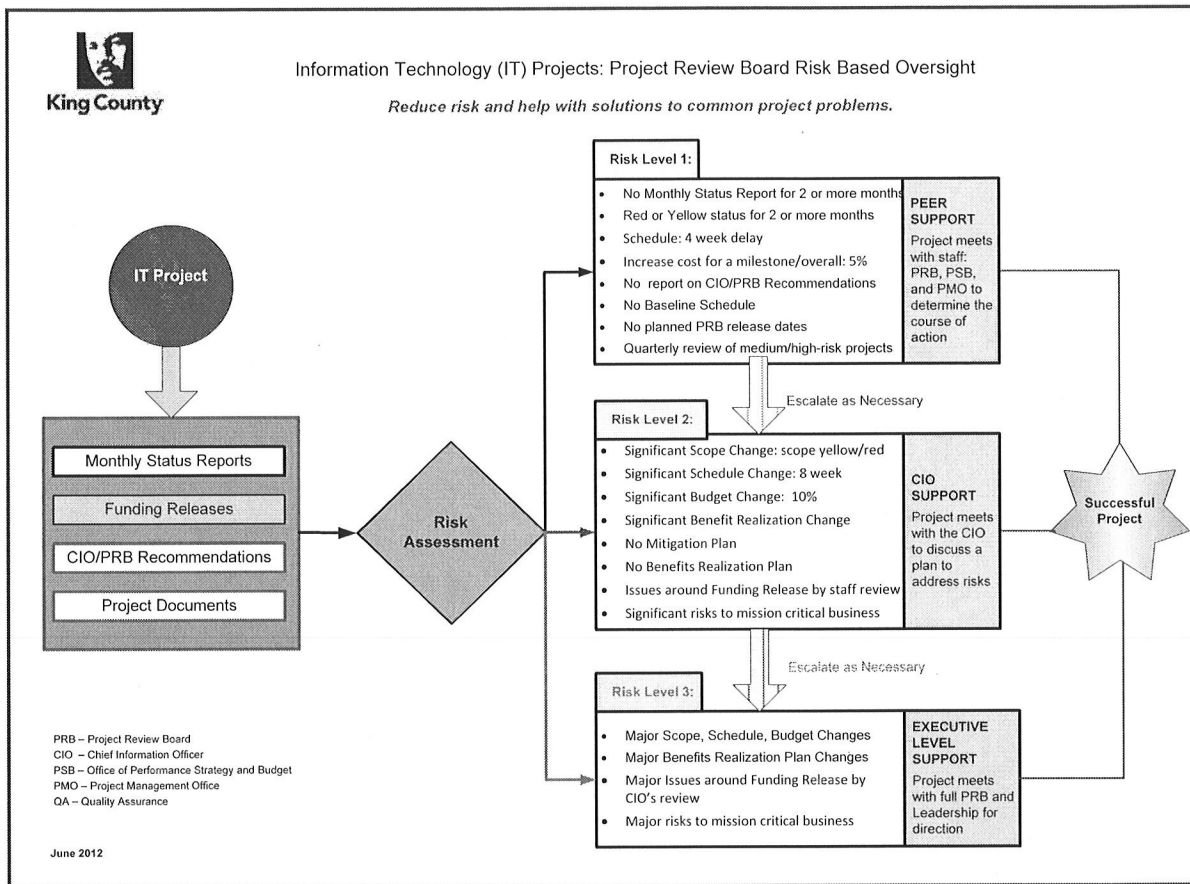 King County
Information Technology (IT) Projects: Project Review Board Risk Based Oversight
Reduce risk and help with solutions to common project problems.
IT Project
Monthly Status Reports
Funding Releases
CIO/PRB Recommendations
Project Documents
Risk
Assessment
Risk Level 1:
• No Monthly Status Report for 2 or more months
• Red or Yellow status for 2 or more months
• Schedule: 4 week delay
• Increase cost for a milestone/overall: 5%
• No report on CIO/PRB Recommendations
• No Baseline Schedule
• No planned PRB release dates
• Quarterly review of medium/high-risk projects
PEER
SUPPORT
Project meets
with staff:
PRB, PSB,
and PMO to
determine the
course of
action
Escalate as Necessary
Risk Level 2:
• Significant Scope Change: scope yellow/red
• Significant Schedule Change: 8 week
• Significant Budget Change: 10%
• Significant Benefit Realization Change
• No Mitigation Plan
• No Benefits Realization Plan
• Issues around Funding Release by staff review
• Significant risks to mission critical business
CIO
SUPPORT
Project meets
with the CIO
to discuss a
plan to
address risks
Escalate as Necessary
Risk Level 3:
• Major Scope, Schedule, Budget Changes
• Major Benefits Realization Plan Changes
• Major Issues around Funding Release by
CIO's review
• Major risks to mission critical business
EXECUTIVE
LEVEL
SUPPORT
Project meets
with full PRB and
Leadership for
direction
Successful
Project
PRB – Project Review Board
CIO – Chief Information Officer
PSB – Office of Performance Strategy and Budget
PMO – Project Management Office
QA – Quality Assurance
June 2012